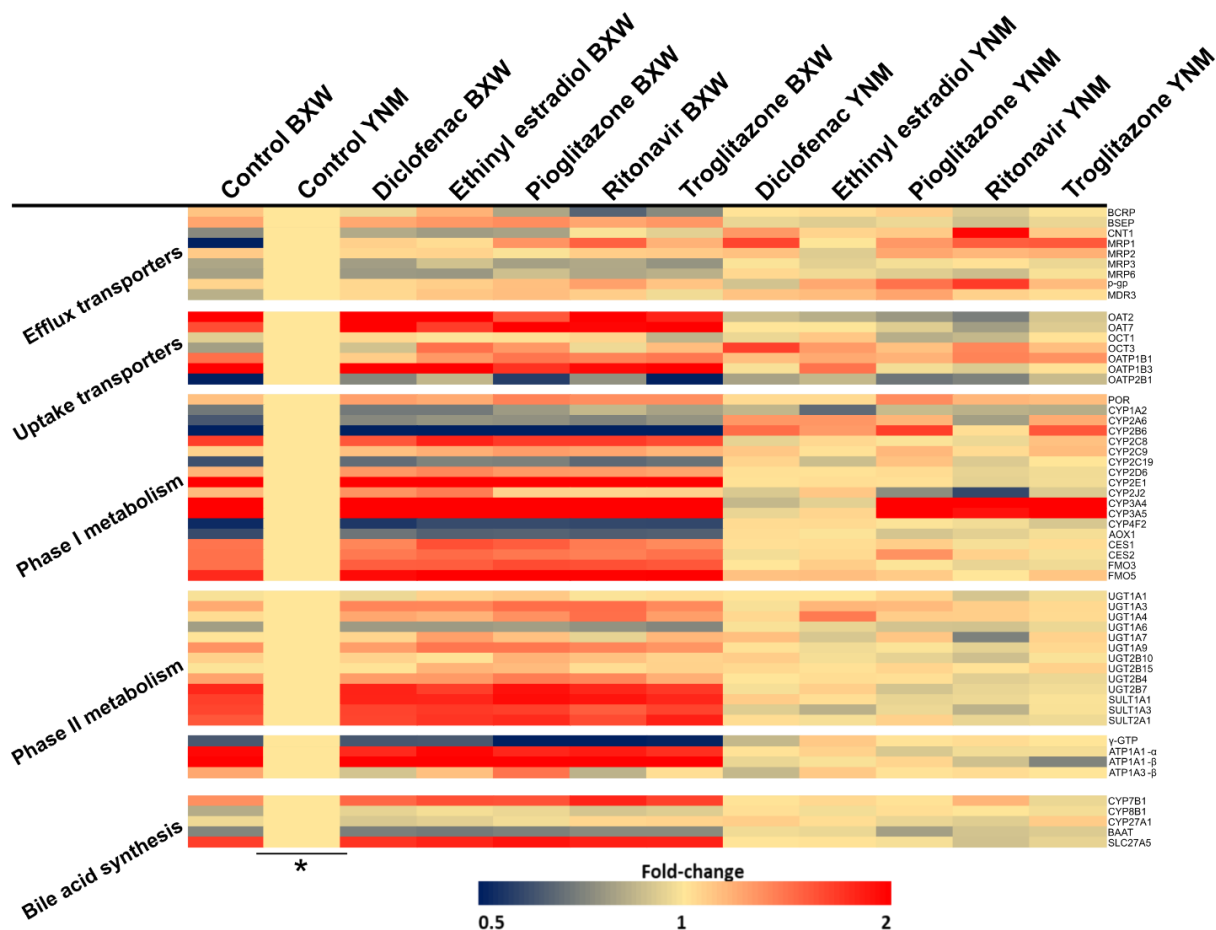 Control BXW
Control YNM
Diclofenac BXW
Ethinyl estradiol BXW
Pioglitazone BXW
Ritonavir BXW
Troglitazone BXW
Diclofenac YNM
Ethinyl estradiol YNM
Pioglitazone YNM
Ritonavir YNM
Troglitazone YNM
Efflux transporters
BCRP
BSEP
CNT1
MRP1
MRP2
MRP3
MRP6
p-gp
MDR3
Uptake transporters
OAT2
OAT7
OCT1
OCT3
OATP1B1
OATP1B3
OATP2B1
Phase I metabolism
POR
CYP1A2
CYP2A6
CYP2B6
CYP2C8
CYP2C9
CYP2C19
CYP2D6
CYP2E1
CYP2J2
CYP3A4
CYP3A5
CYP4F2
AOX1
CES1
CES2
FMO3
FMO5
Phase II metabolism
UGT1A1
UGT1A3
UGT1A4
UGT1A6
UGT1A7
UGT1A9
UGT2B10
UGT2B15
UGT2B4
UGT2B7
SULT1A1
SULT1A3
SULT2A1
γ-GTP
ATP1A1-α
ATP1A1-β
ATP1A3-β
Bile acid synthesis
CYP7B1
CYP8B1
CYP27A1
BAAT
SLC27A5
*
Fold-change
0.5 1 2